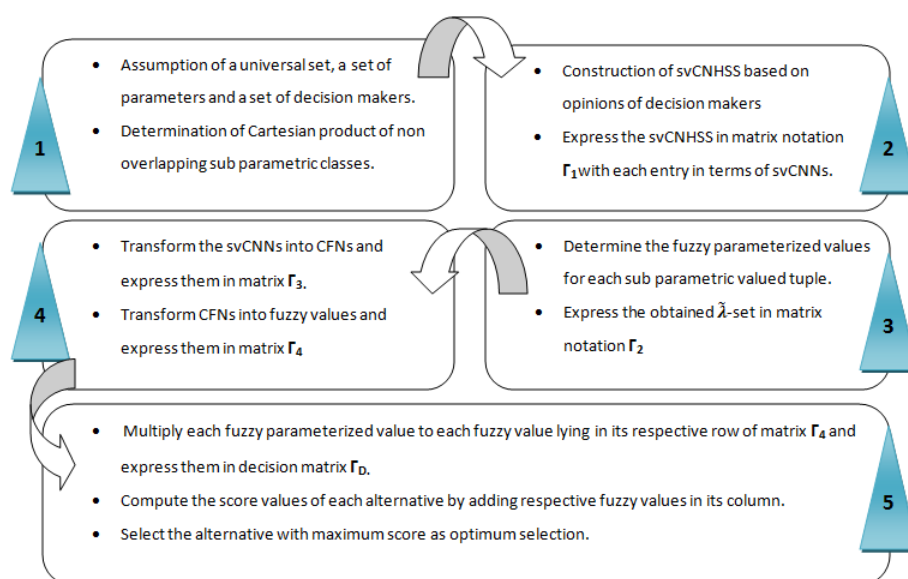 1
• Assumption of a universal set, a set of
parameters and a set of decision makers.
• Determination of Cartesian product of non
overlapping sub parametric classes.
2
• Construction of svCNHSS based on
opinions of decision makers
• Express the svCNHSS in matrix notation
Γ₁with each entry in terms of svCNNs.
3
• Determine the fuzzy parameterized values
for each sub parametric valued tuple.
• Express the obtained λ̃-set in matrix
notation Γ₂
4
• Transform the svCNNs into CFNs and
express them in matrix Γ₃.
• Transform CFNs into fuzzy values and
express them in matrix Γ₄
5
• Multiply each fuzzy parameterized value to each fuzzy value lying in its respective row of matrix Γ₄ and
express them in decision matrix Γ_D.
• Compute the score values of each alternative by adding respective fuzzy values in its column.
• Select the alternative with maximum score as optimum selection.